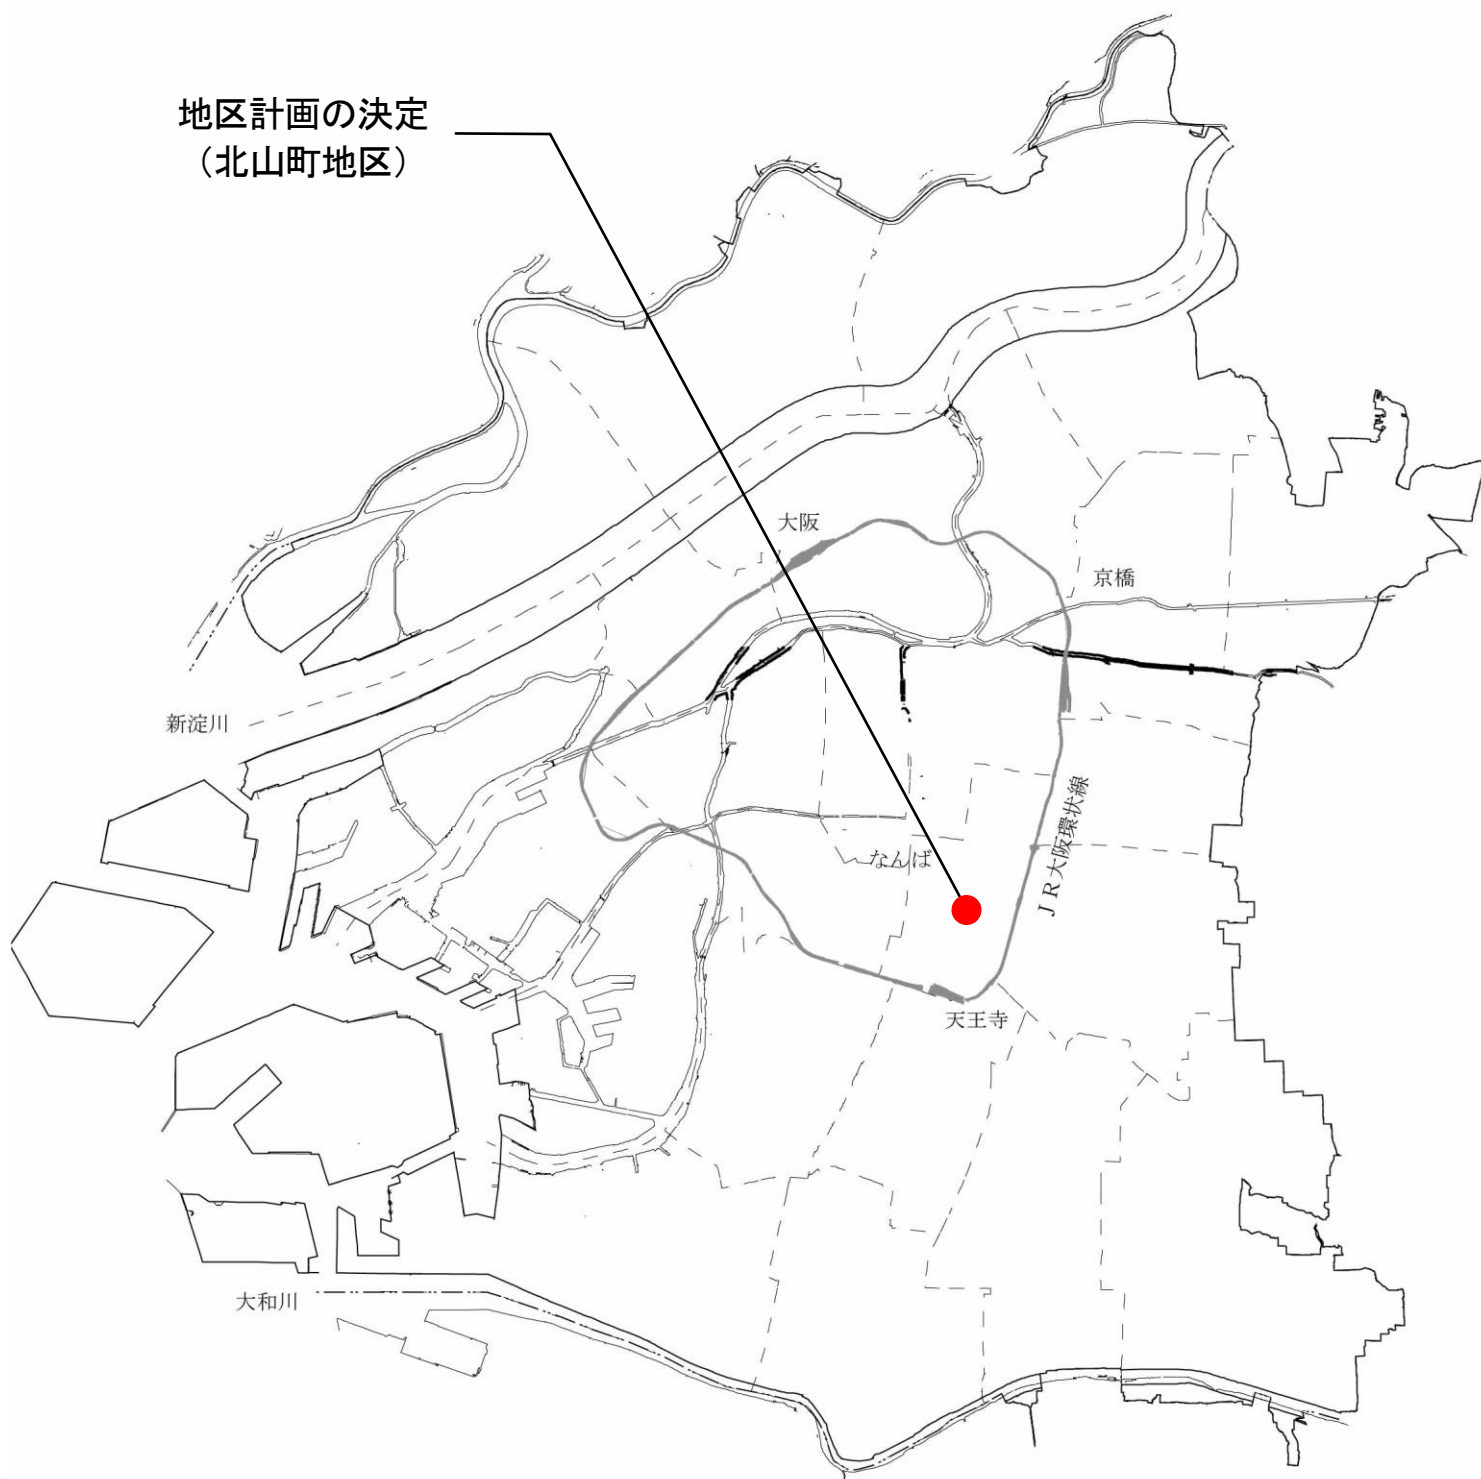 地区計画の決定
（北山町地区）
大阪
京橋
新淀川
JR大阪環状線
なんば
天王寺
大和川